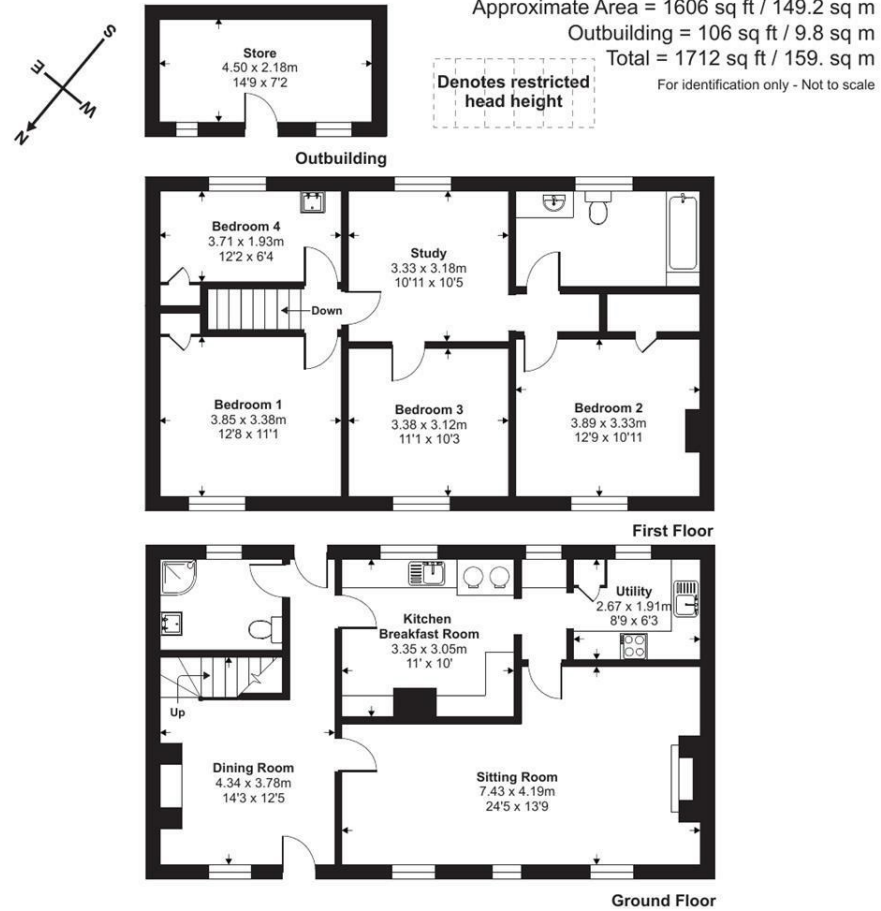 Approximate Area = 1606 sq ft / 149.2 sq m
Outbuilding = 106 sq ft / 9.8 sq m
Total = 1712 sq ft / 159. sq m
For identification only - Not to scale
Denotes restricted
head height
S
E
W
N
Store
4.50 x 2.18m
14'9 x 7'2
Outbuilding
Bedroom 4
3.71 x 1.93m
12'2 x 6'4
Study
3.33 x 3.18m
10'11 x 10'5
Down
Bedroom 1
3.85 x 3.38m
12'8 x 11'1
Bedroom 3
3.38 x 3.12m
11'1 x 10'3
Bedroom 2
3.89 x 3.33m
12'9 x 10'11
First Floor
Kitchen
Breakfast Room
3.35 x 3.05m
11' x 10'
Utility
2.67 x 1.91m
8'9 x 6'3
Up
Dining Room
4.34 x 3.78m
14'3 x 12'5
Sitting Room
7.43 x 4.19m
24'5 x 13'9
Ground Floor